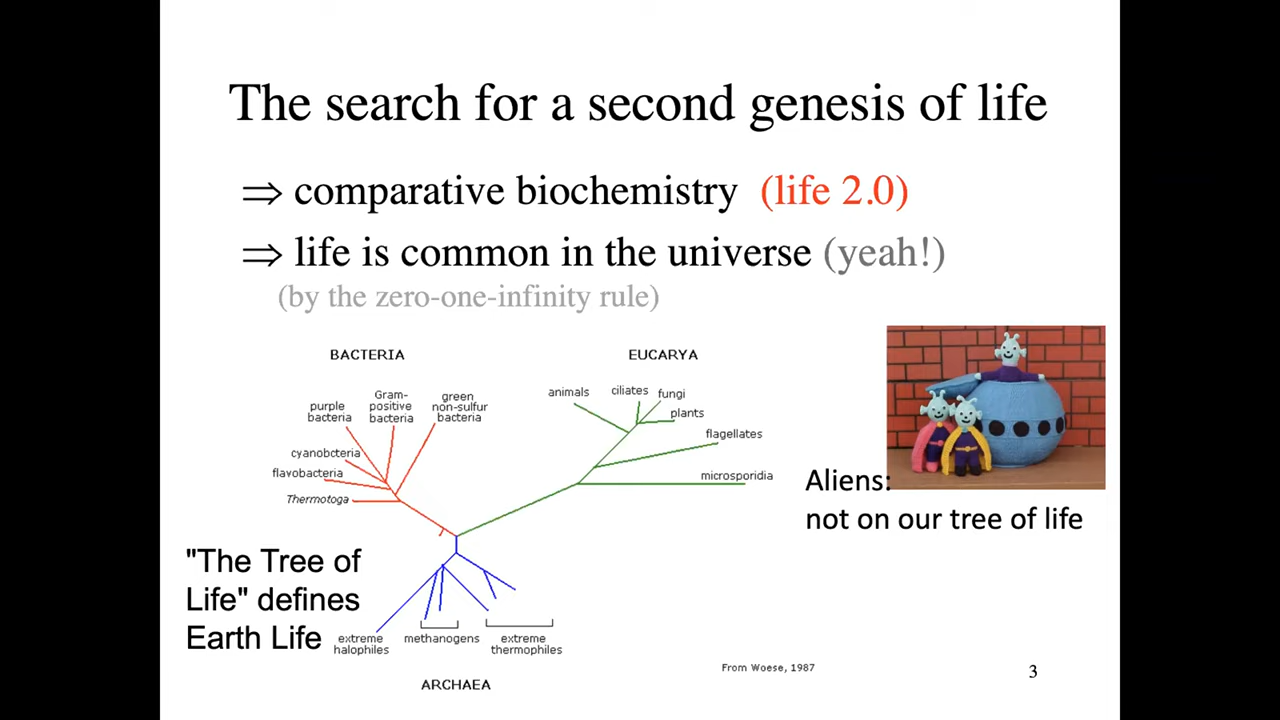 The search for a second genesis of life
⇒ comparative biochemistry (life 2.0)
⇒ life is common in the universe (yeah!)
(by the zero-one-infinity rule)
BACTERIA
EUCARYA
purple
bacteria
Gram-
positive
bacteria
green
non-sulfur
bacteria
cyanobcteria
flavobacteria
Thermotoga
animals
ciliates
fungi
plants
flagellates
microsporidia
Aliens:
not on our tree of life
"The Tree of
Life" defines
Earth Life
extreme
halophiles
methanogens
extreme
thermophiles
ARCHAEA
From Woese, 1987
3